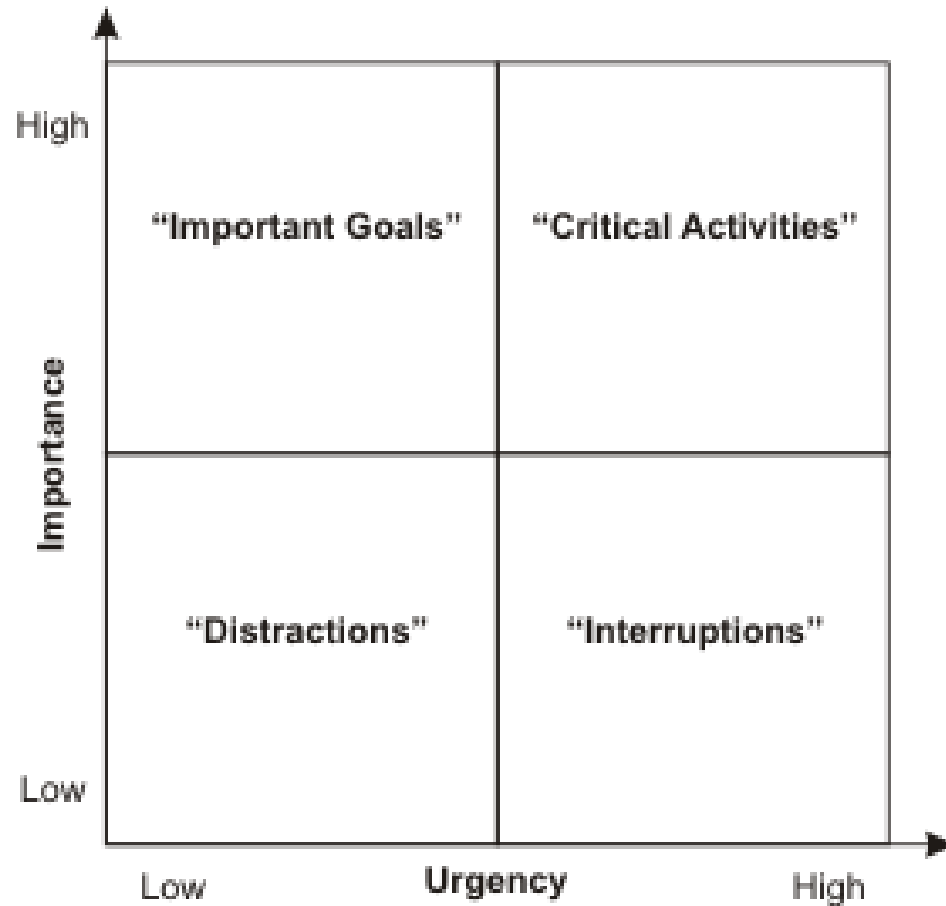 High
“Important Goals” “Critical Activities”
Importance
“Distractions” “Interruptions”
Low
Low Urgency High